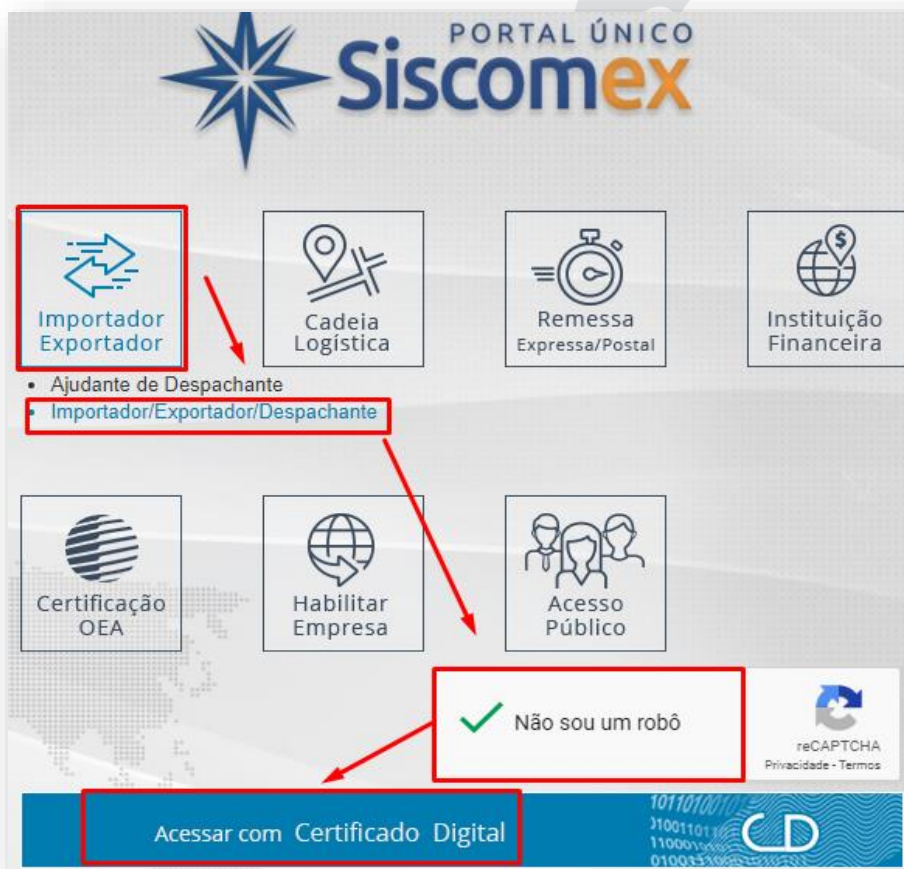 PORTAL ÚNICO
Siscomex
Importador
Exportador
Cadeia
Logística
Remessa
Expressa/Postal
Instituição
Financeira
• Ajudante de Despachante
• Importador/Exportador/Despachante
Certificação
OEA
Habilitar
Empresa
Acesso
Público
Não sou um robô
reCAPTCHA
Privacidade - Termos
Acessar com Certificado Digital
CD